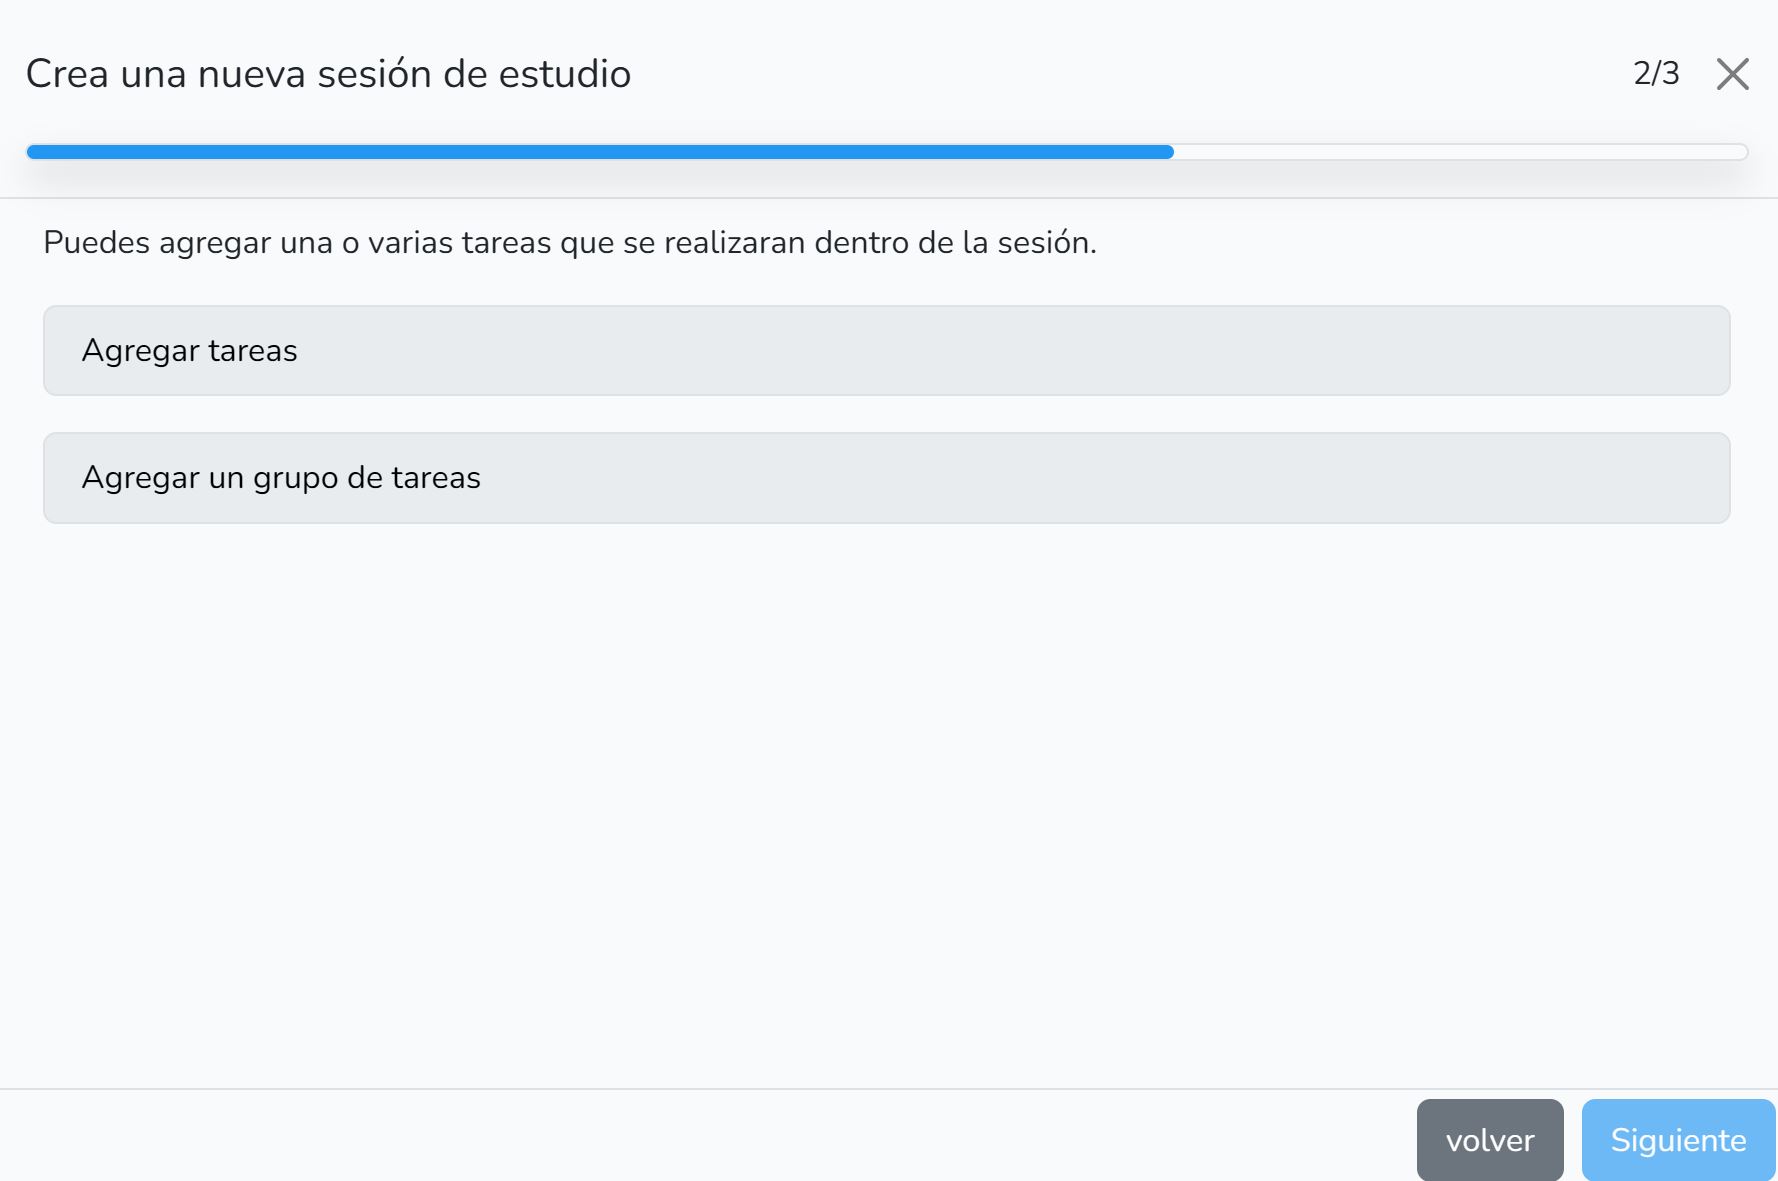 Crea una nueva sesión de estudio
2/3
Puedes agregar una o varias tareas que se realizaran dentro de la sesión.
Agregar tareas
Agregar un grupo de tareas
volver
Siguiente